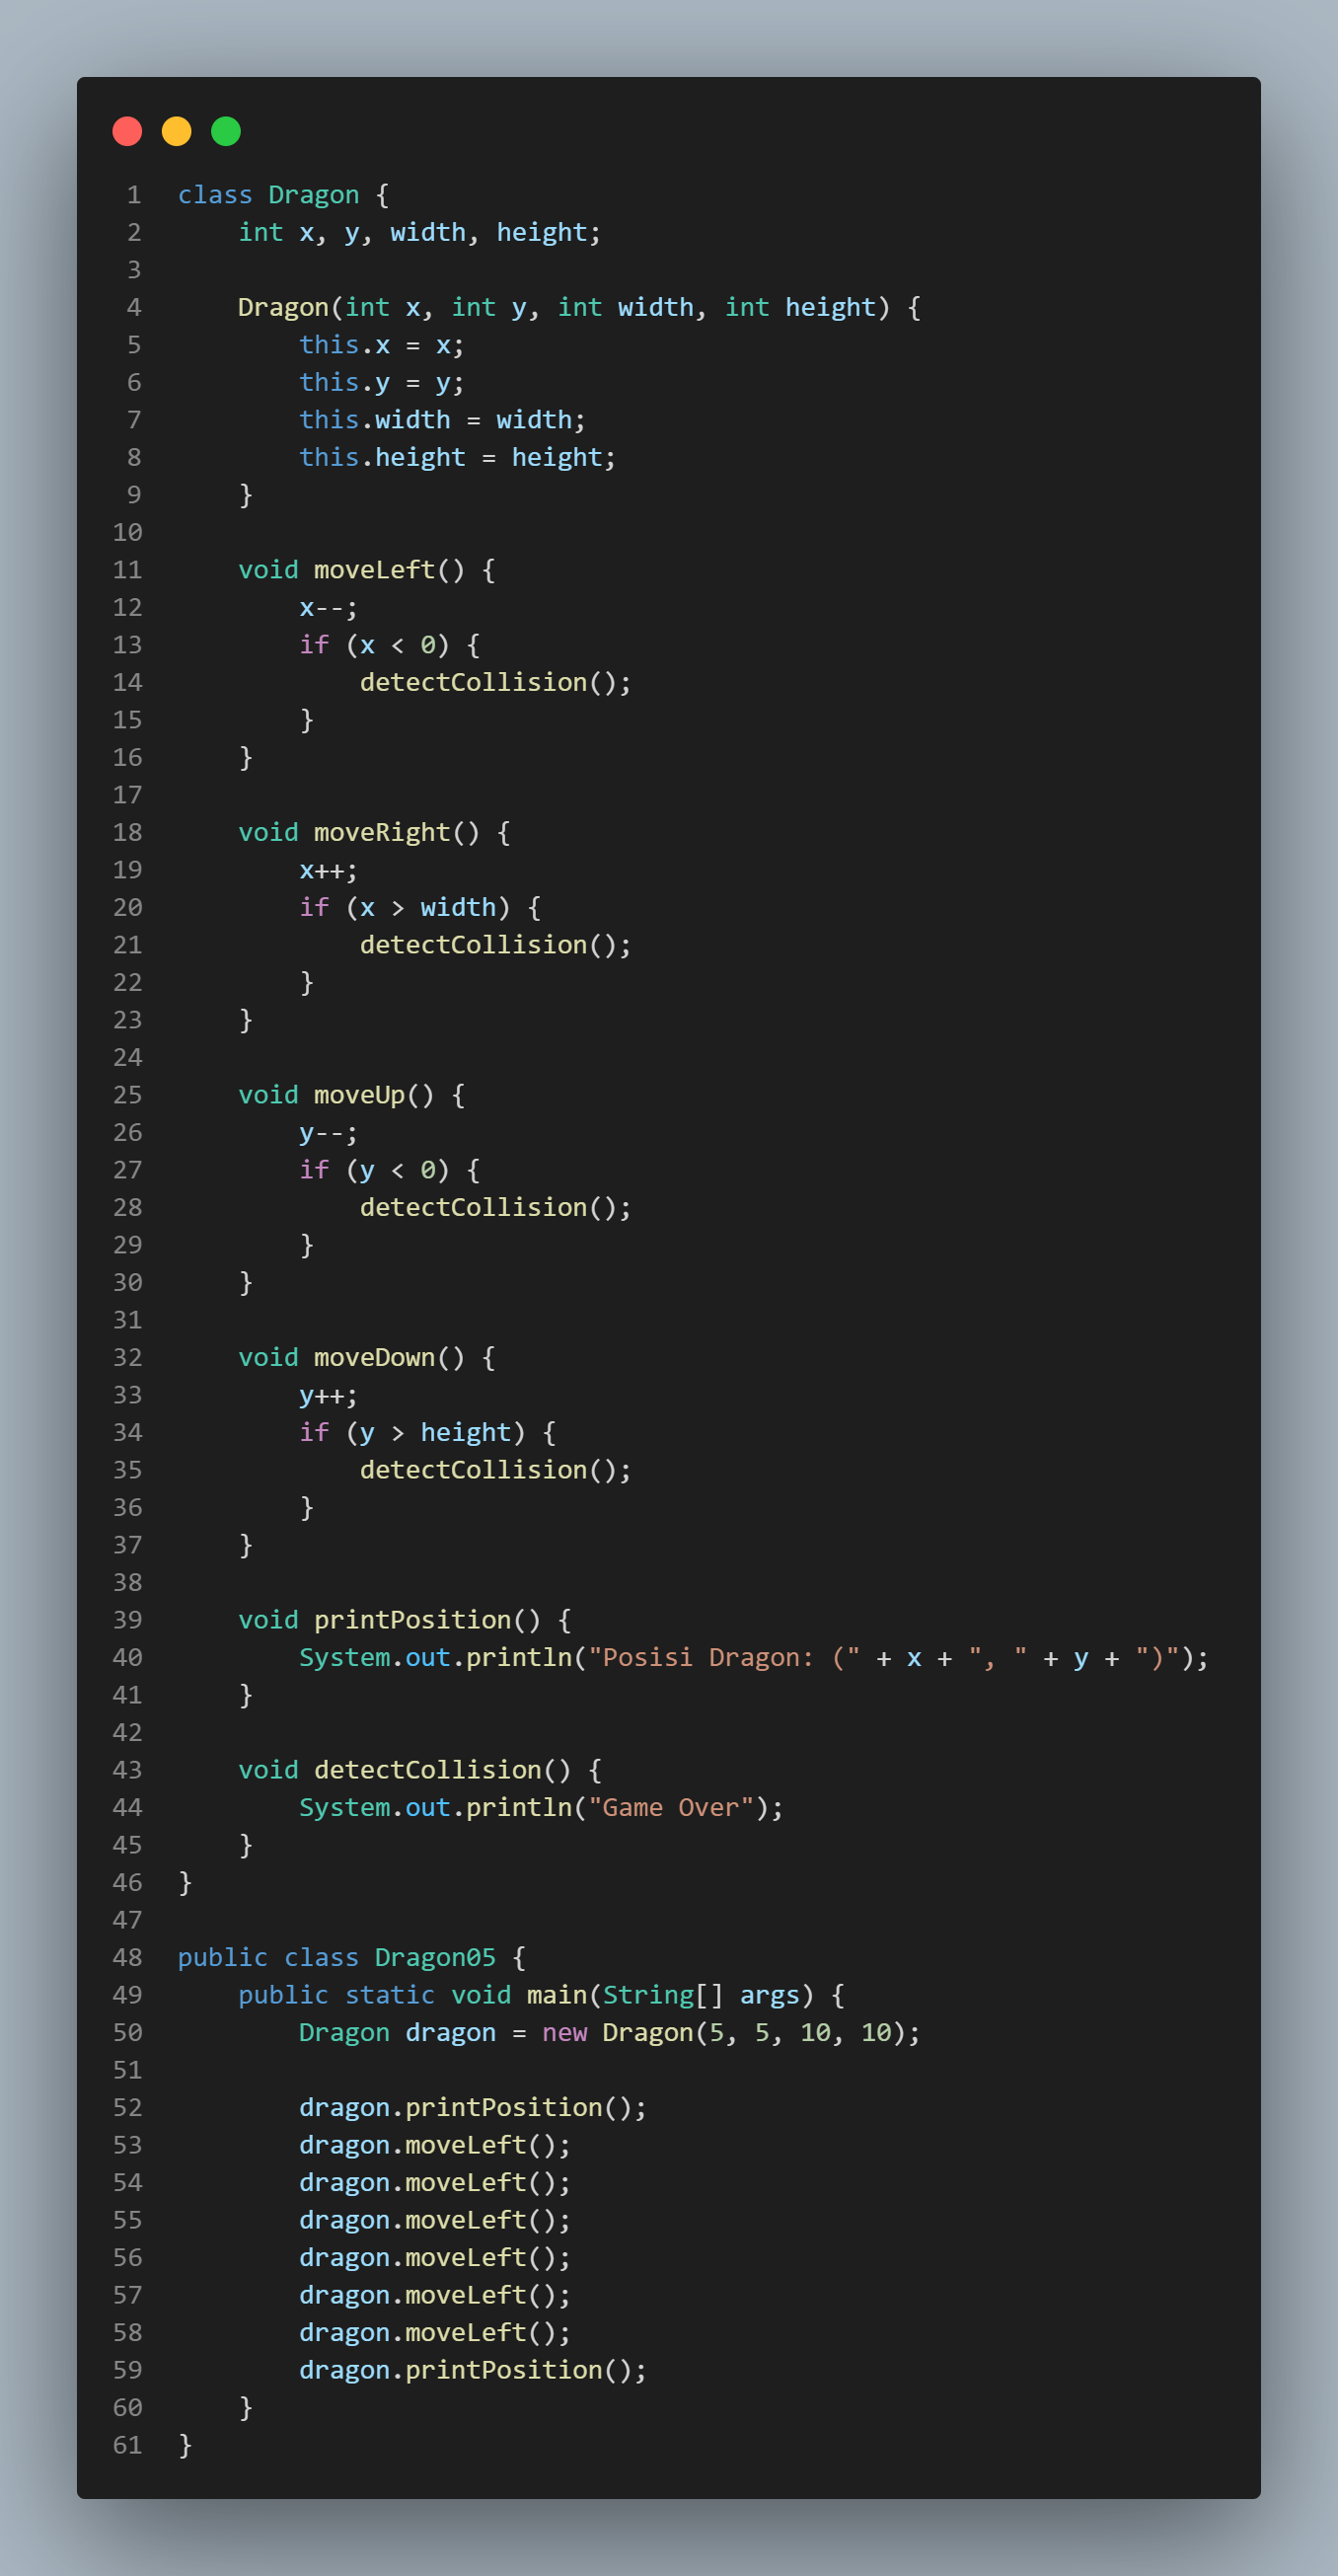 1 class Dragon {
2     int x, y, width, height;
3
4     Dragon(int x, int y, int width, int height) {
5         this.x = x;
6         this.y = y;
7         this.width = width;
8         this.height = height;
9     }
10
11     void moveLeft() {
12         x--;
13         if (x < 0) {
14             detectCollision();
15         }
16     }
17
18     void moveRight() {
19         x++;
20         if (x > width) {
21             detectCollision();
22         }
23     }
24
25     void moveUp() {
26         y--;
27         if (y < 0) {
28             detectCollision();
29         }
30     }
31
32     void moveDown() {
33         y++;
34         if (y > height) {
35             detectCollision();
36         }
37     }
38
39     void printPosition() {
40         System.out.println("Posisi Dragon: (" + x + ", " + y + ")");
41     }
42
43     void detectCollision() {
44         System.out.println("Game Over");
45     }
46 }
47
48 public class Dragon05 {
49     public static void main(String[] args) {
50         Dragon dragon = new Dragon(5, 5, 10, 10);
51
52         dragon.printPosition();
53         dragon.moveLeft();
54         dragon.moveLeft();
55         dragon.moveLeft();
56         dragon.moveLeft();
57         dragon.moveLeft();
58         dragon.moveLeft();
59         dragon.printPosition();
60     }
61 }